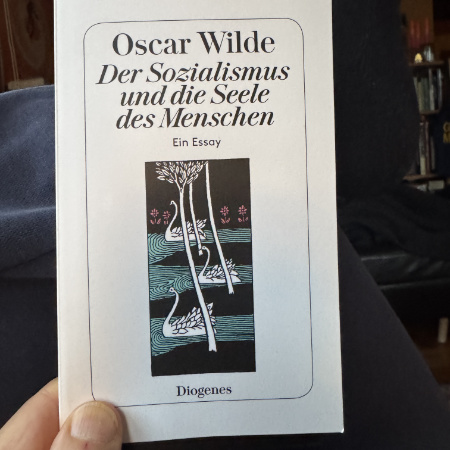 Oscar Wilde
Der Sozialismus
und die Seele
des Menschen
Ein Essay
Diogenes